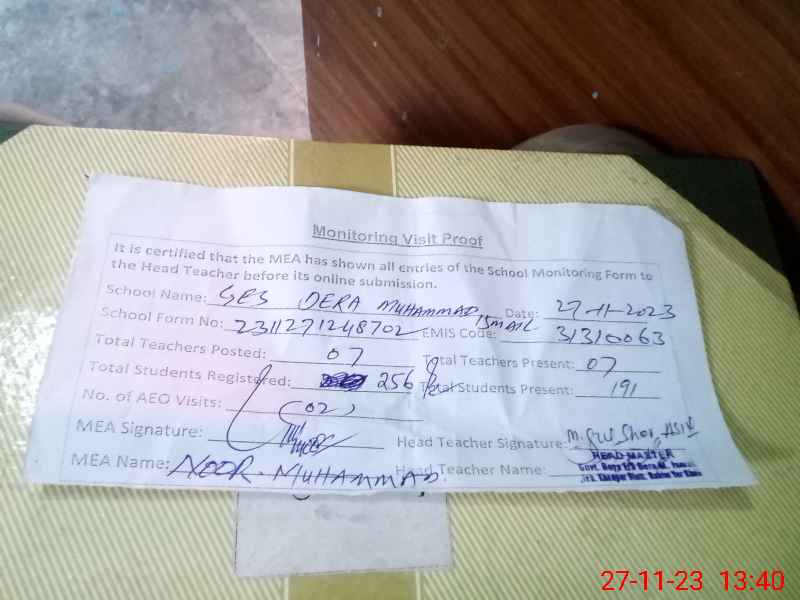 Monitoring Visit Proof
It is certified that the MEA has shown all entries of the School Monitoring Form to
the Head Teacher before its online submission.
School Name: GES DERA MUHAMMAD ISMAIL Date: 27-11-2023
School Form No: 2311271248702 EMIS Code: 31310063
Total Teachers Posted: 07 Total Teachers Present: 07
Total Students Registered: 256 Total Students Present: 191
No. of AEO Visits: (02)
MEA Signature: Head Teacher Signature:
MEA Name: NOOR MUHAMMAD Head Teacher Name:
HEAD MASTER
27-11-23 13:40